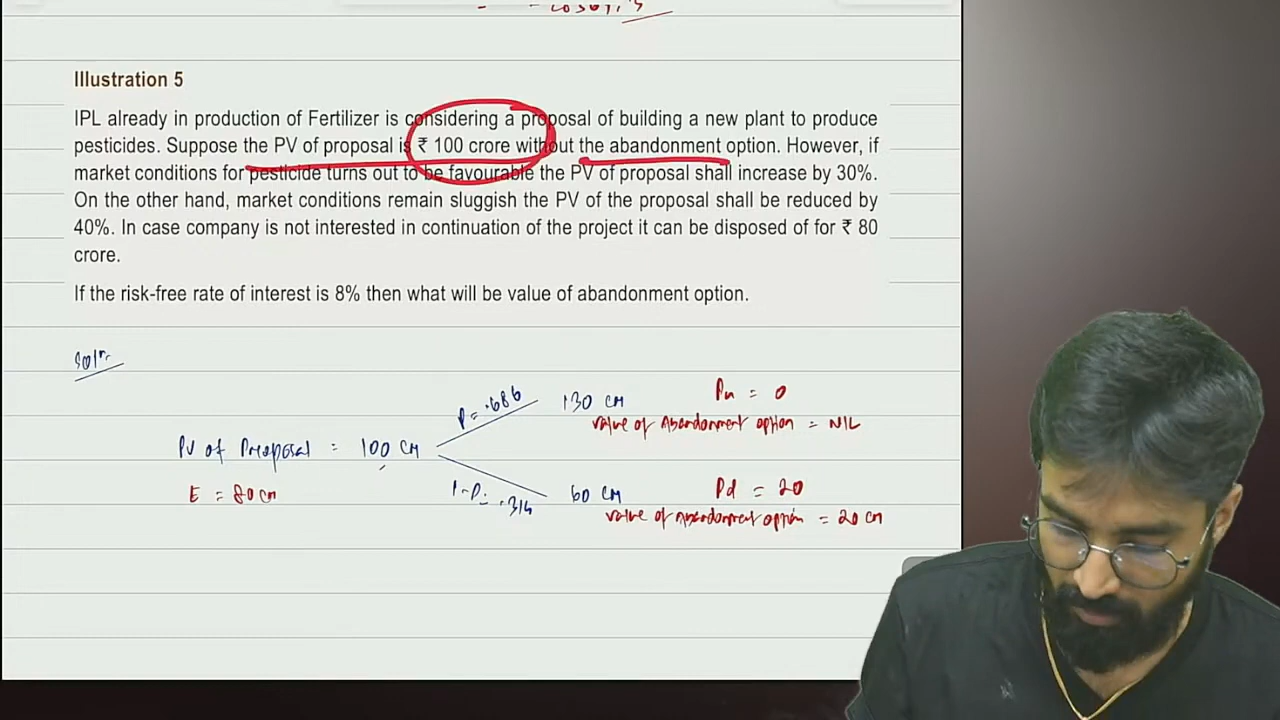 Illustration 5
IPL already in production of Fertilizer is considering a proposal of building a new plant to produce
pesticides. Suppose the PV of proposal is ₹ 100 crore without the abandonment option. However, if
market conditions for pesticide turns out to be favourable the PV of proposal shall increase by 30%.
On the other hand, market conditions remain sluggish the PV of the proposal shall be reduced by
40%. In case company is not interested in continuation of the project it can be disposed of for ₹ 80
crore.
If the risk-free rate of interest is 8% then what will be value of abandonment option.
Solⁿ.
P = .686 130 Cr Pu = 0
value of Abandonment option = NIL
PV of Proposal = 100 Cr
E = 80 Cr
1-P = .314 60 Cr Pd = 20
value of Abandonment option = 20 Cr